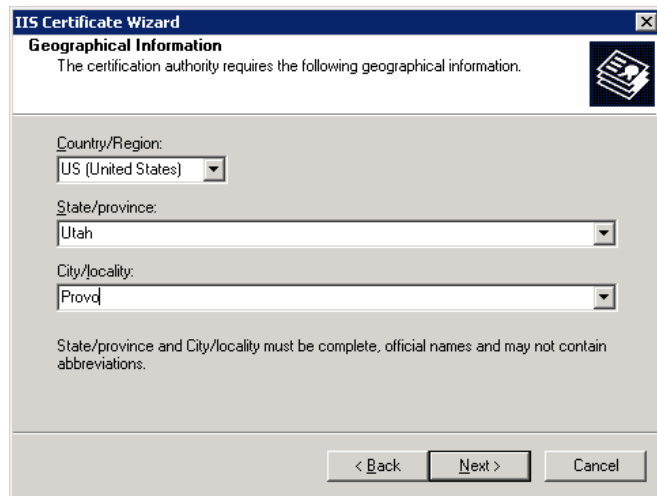 IIS Certificate Wizard
Geographical Information
The certification authority requires the following geographical information.
Country/Region:
US (United States)
State/province:
Utah
City/locality:
Provo
State/province and City/locality must be complete, official names and may not contain
abbreviations.
< Back
Next >
Cancel